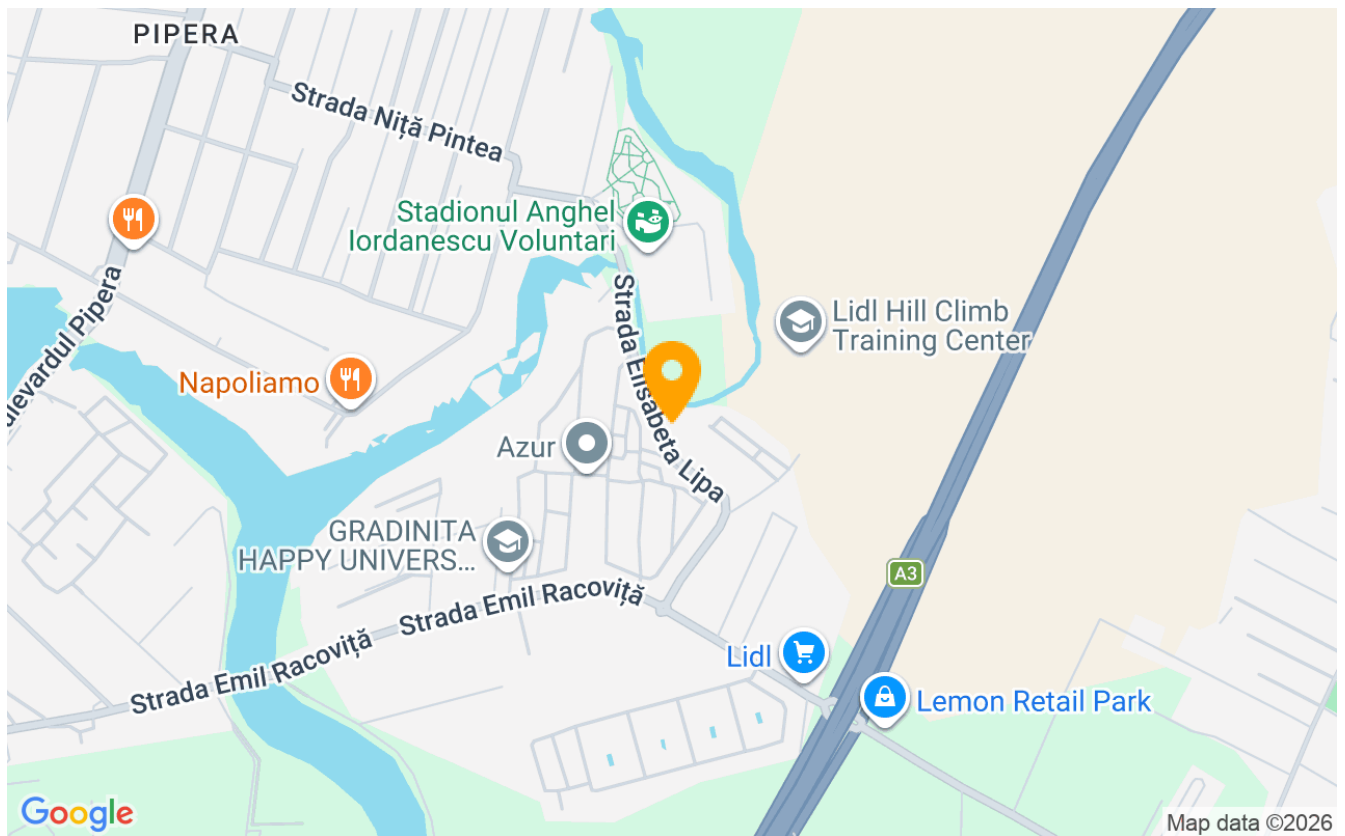 PIPERA
Strada Niță Pintea
Stadionul Anghel
Iordanescu Voluntari
Strada Elisabeta Lipa
Lidl Hill Climb
Training Center
Pipera
Napoliamo
Azur
GRADINITA
HAPPY UNIVERS...
A3
Strada Emil Racoviță
Strada Emil Racoviță
Lidl
Lemon Retail Park
Google
Map data ©2026